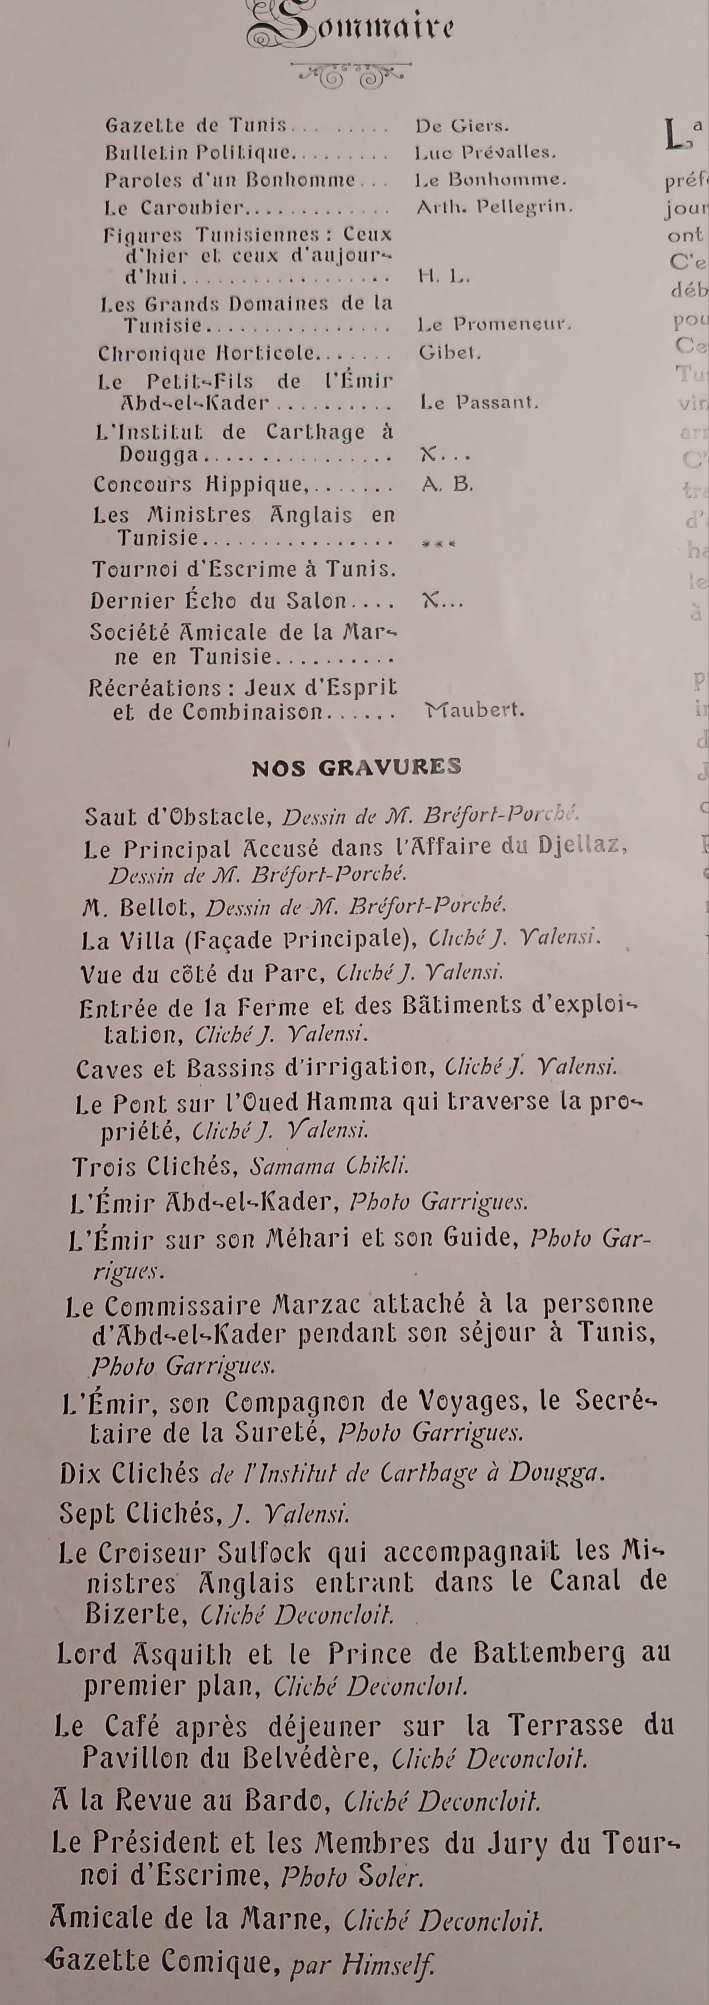 Sommaire
Gazette de Tunis... ......... De Giers.
Bulletin Politique.......... Luc Prévalles.
Paroles d'un Bonhomme... Le Bonhomme.
Le Caroubier.............. Arth. Pellegrin.
Figures Tunisiennes : Ceux
d'hier et ceux d'aujour-
d'hui................... H. L.
Les Grands Domaines de la
Tunisie................. Le Promeneur.
Chronique Horticole....... Gibet.
Le Petit-Fils de l'Émir
Abd-el-Kader.......... Le Passant.
L'Institut de Carthage à
Dougga................. X...
Concours Hippique,....... A. B.
Les Ministres Anglais en
Tunisie................ ***
Tournoi d'Escrime à Tunis.
Dernier Écho du Salon.... X...
Société Amicale de la Mar-
ne en Tunisie...........
Récréations : Jeux d'Esprit
et de Combinaison...... Maubert.
NOS GRAVURES
Saut d'Obstacle, Dessin de M. Bréfort-Porché.
Le Principal Accusé dans l'Affaire du Djellaz,
Dessin de M. Bréfort-Porché.
M. Bellot, Dessin de M. Bréfort-Porché.
La Villa (Façade Principale), Cliché J. Valensi.
Vue du côté du Parc, Cliché J. Valensi.
Entrée de la Ferme et des Bâtiments d'exploi-
tation, Cliché J. Valensi.
Caves et Bassins d'irrigation, Cliché J. Valensi.
Le Pont sur l'Oued Hamma qui traverse la pro-
priété, Cliché J. Valensi.
Trois Clichés, Samama Chikli.
L'Émir Abd-el-Kader, Photo Garrigues.
L'Émir sur son Méhari et son Guide, Photo Gar-
rigues.
Le Commissaire Marzac attaché à la personne
d'Abd-el-Kader pendant son séjour à Tunis,
Photo Garrigues.
L'Émir, son Compagnon de Voyages, le Secré-
taire de la Sureté, Photo Garrigues.
Dix Clichés de l'Institut de Carthage à Dougga.
Sept Clichés, J. Valensi.
Le Croiseur Sulfock qui accompagnait les Mi-
nistres Anglais entrant dans le Canal de
Bizerte, Cliché Deconcloit.
Lord Asquith et le Prince de Battemberg au
premier plan, Cliché Deconcloit.
Le Café après déjeuner sur la Terrasse du
Pavillon du Belvédère, Cliché Deconcloit.
A la Revue au Bardo, Cliché Deconcloit.
Le Président et les Membres du Jury du Tour-
noi d'Escrime, Photo Soler.
Amicale de la Marne, Cliché Deconcloit.
Gazette Comique, par Himself.
La
ont